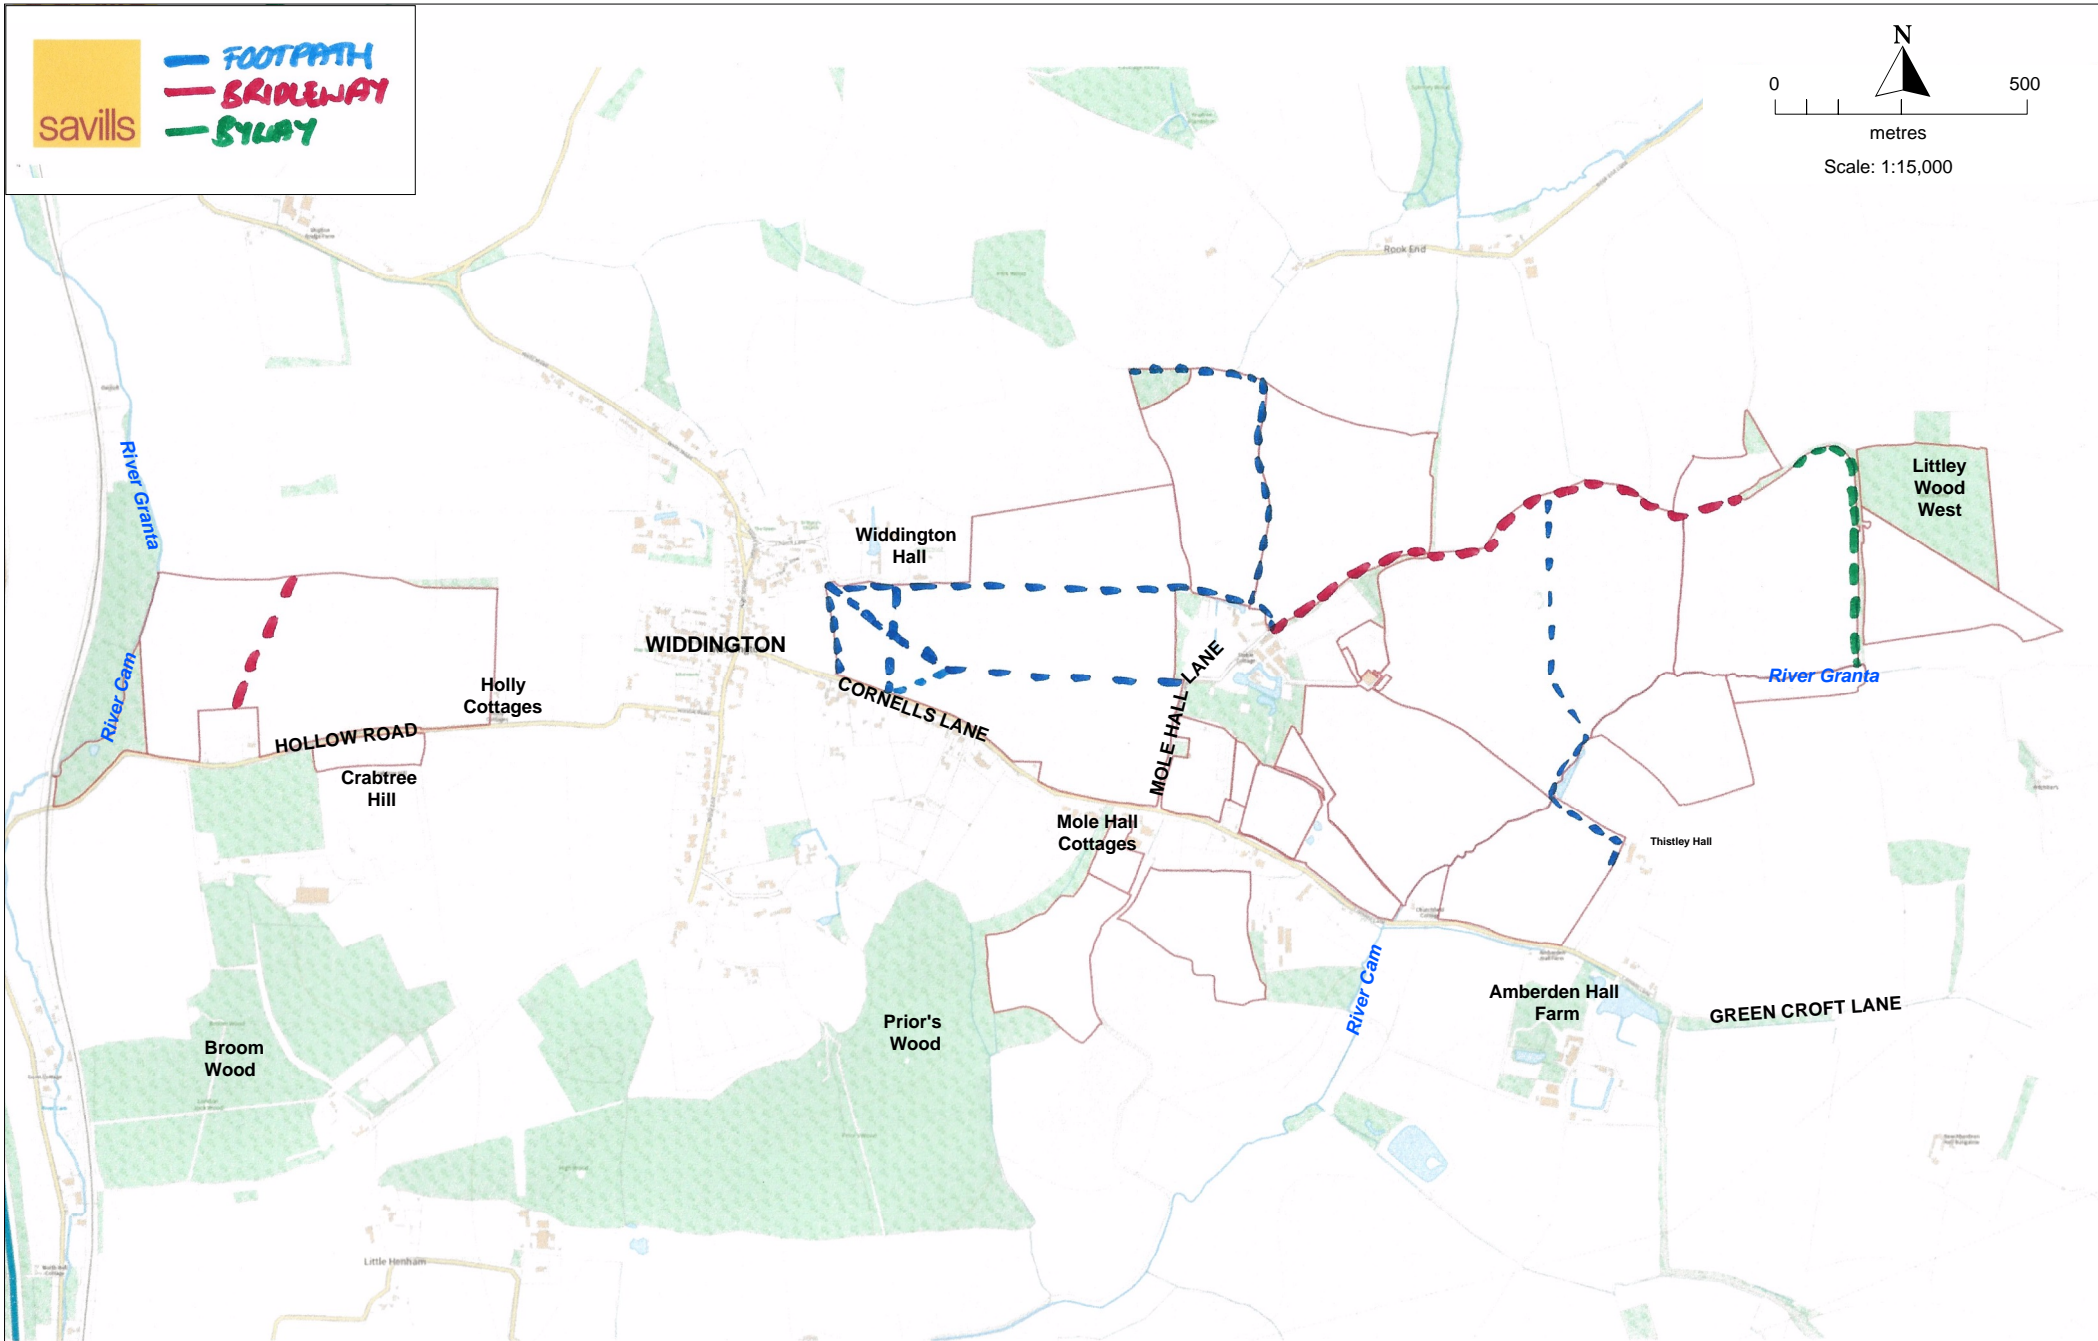 savills
FOOTPATH
BRIDLEWAY
BYWAY
N
0 500
metres
Scale: 1:15,000
Rook End
River Granta
Littley
Wood
West
Widdington
Hall
WIDDINGTON
River Cam
Holly
Cottages
HOLLOW ROAD
Crabtree
Hill
CORNELLS LANE
MOLE HALL LANE
River Granta
Mole Hall
Cottages
Thistley Hall
Prior's
Wood
River Cam
Amberden Hall
Farm
GREEN CROFT LANE
Broom
Wood
Little Henham